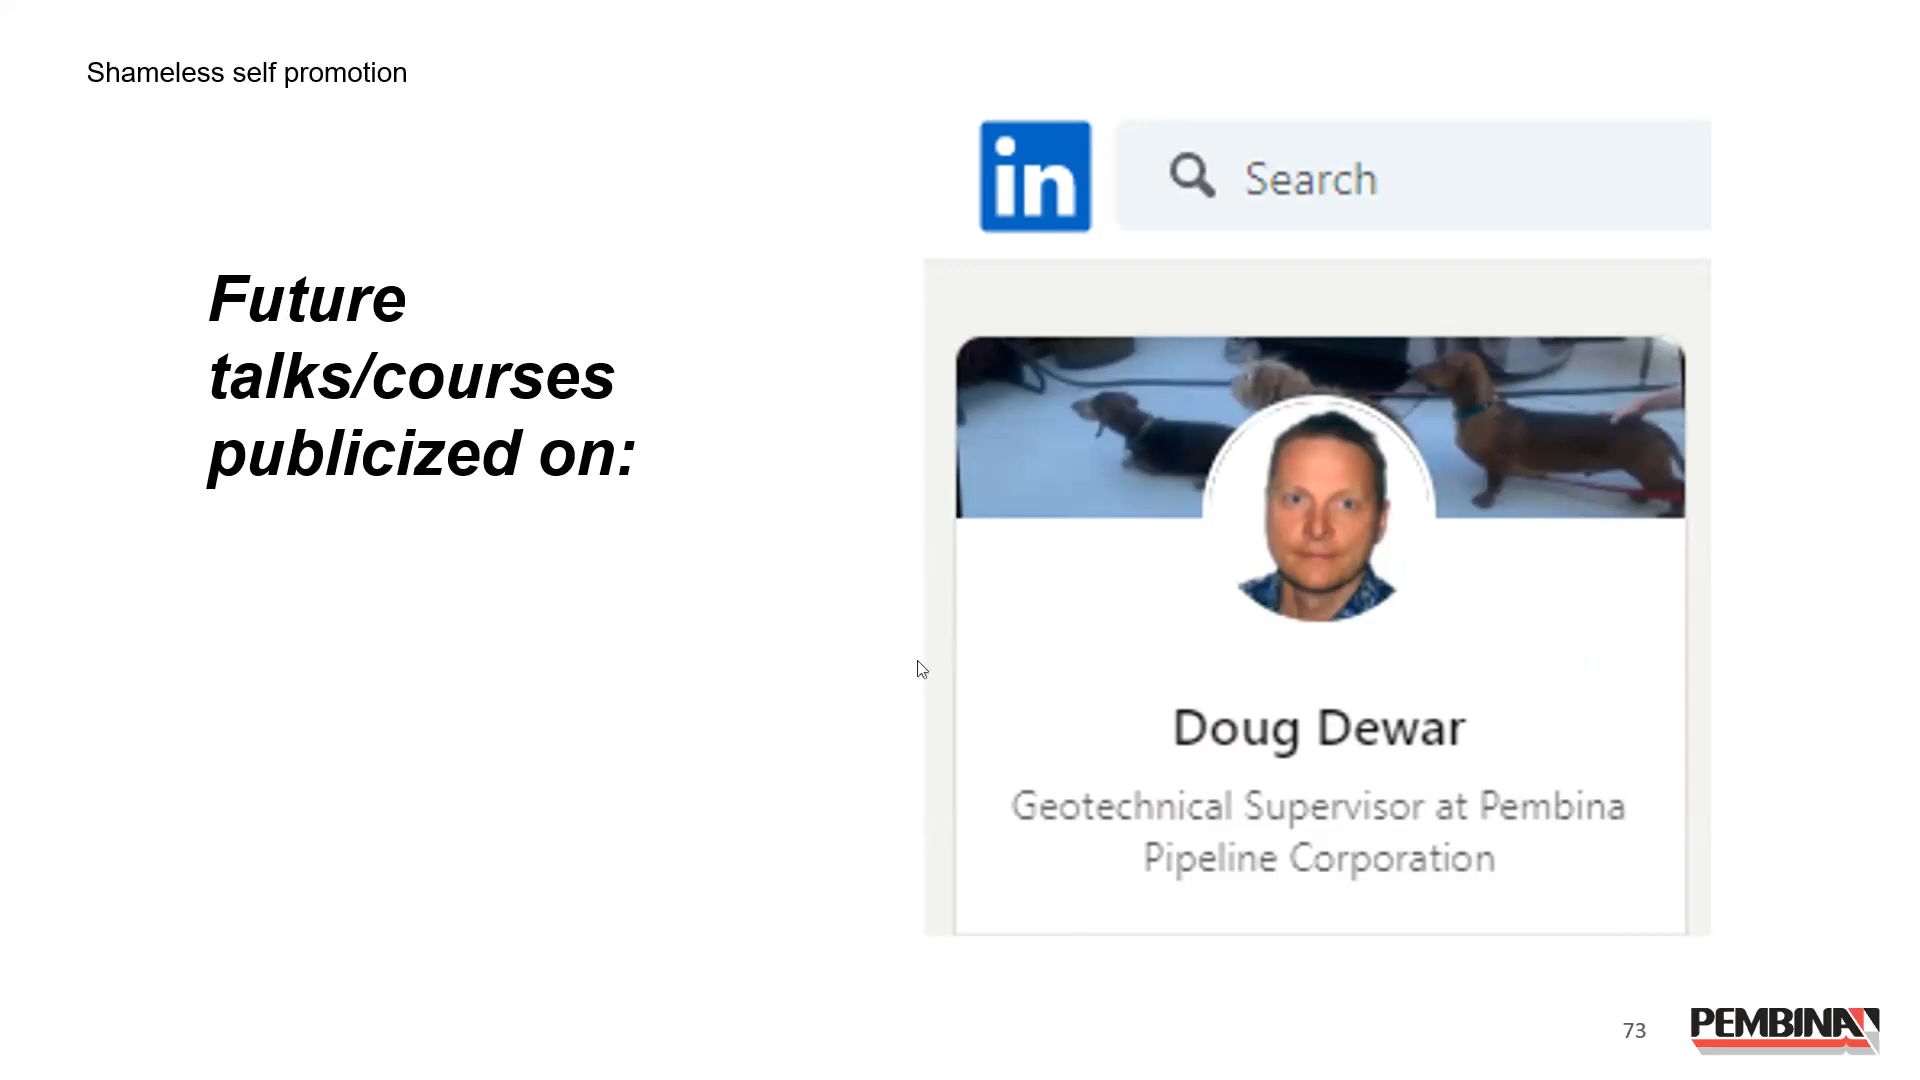 Shameless self promotion
in
Search
Future
talks/courses
publicized on:
Doug Dewar
Geotechnical Supervisor at Pembina
Pipeline Corporation
73
PEMBINA